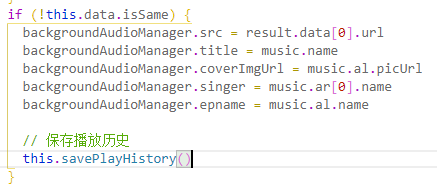 }
if (!this.data.isSame) {
backgroundAudioManager.src = result.data[0].url
backgroundAudioManager.title = music.name
backgroundAudioManager.coverImgUrl = music.al.picUrl
backgroundAudioManager.singer = music.ar[0].name
backgroundAudioManager.epname = music.al.name
// 保存播放历史
this.savePlayHistory()
}